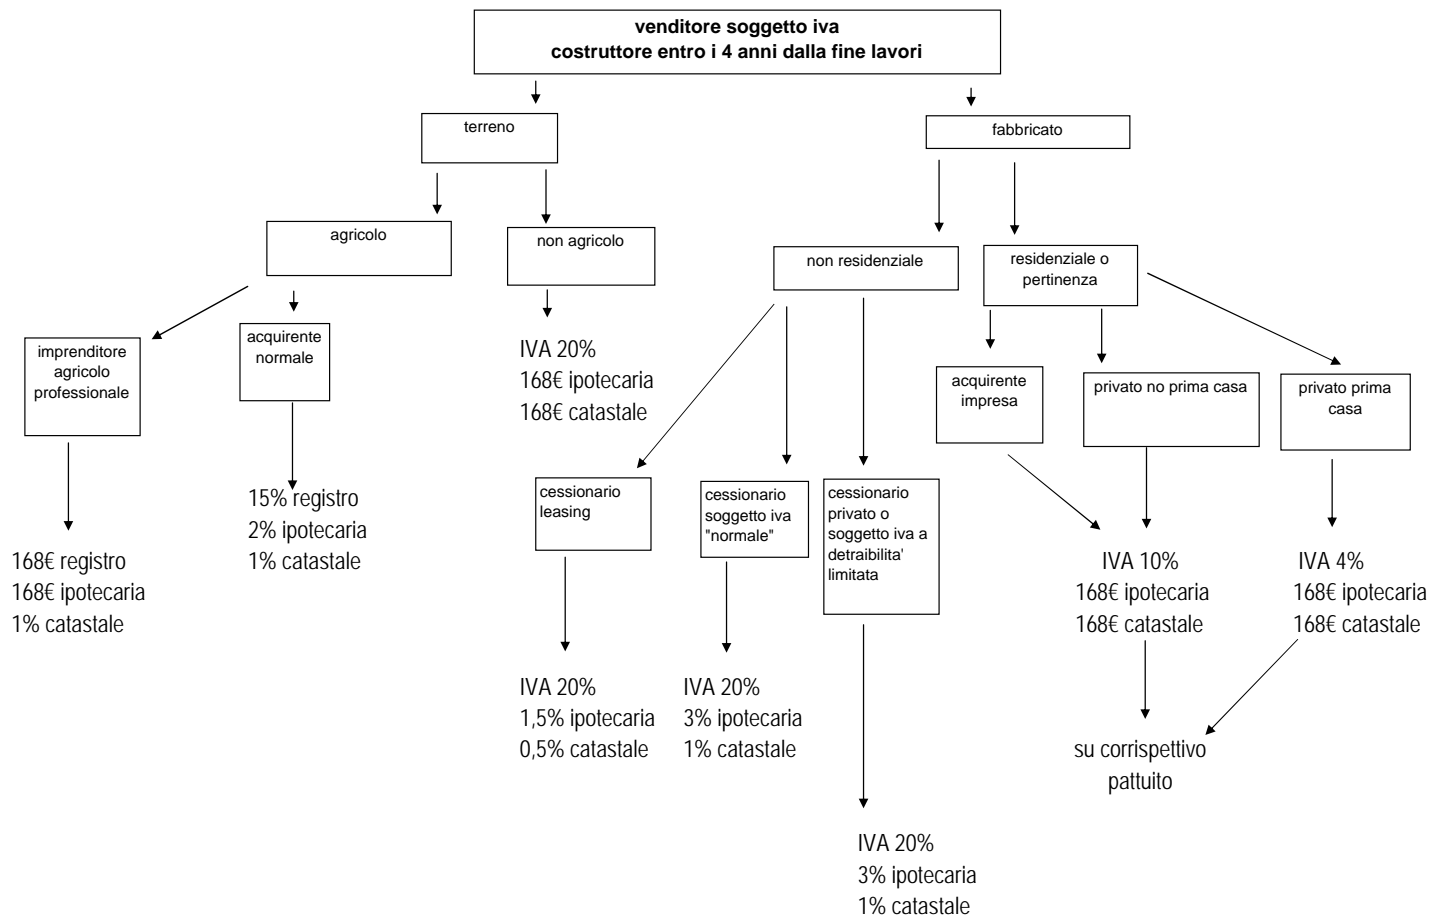 venditore soggetto iva
costruttore entro i 4 anni dalla fine lavori
terreno
fabbricato
agricolo
non agricolo
non residenziale
residenziale o
pertinenza
imprenditore
agricolo
professionale
acquirente
normale
IVA 20%
168€ ipotecaria
168€ catastale
acquirente
impresa
privato no prima casa
privato prima
casa
168€ registro
168€ ipotecaria
1% catastale
15% registro
2% ipotecaria
1% catastale
cessionario
leasing
cessionario
soggetto iva
"normale"
cessionario
privato o
soggetto iva a
detraibilita'
limitata
IVA 10%
168€ ipotecaria
168€ catastale
IVA 4%
168€ ipotecaria
168€ catastale
IVA 20%
1,5% ipotecaria
0,5% catastale
IVA 20%
3% ipotecaria
1% catastale
su corrispettivo
pattuito
IVA 20%
3% ipotecaria
1% catastale